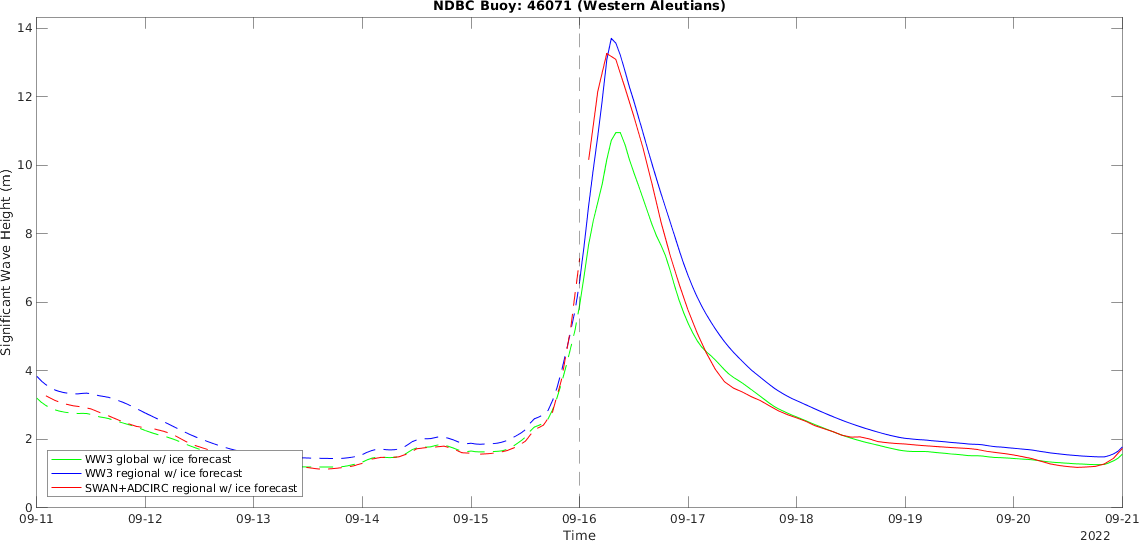 NDBC Buoy: 46071 (Western Aleutians)
14
12
10
8
6
4
2
0
Significant Wave Height (m)
WW3 global w/ ice forecast
WW3 regional w/ ice forecast
SWAN+ADCIRC regional w/ ice forecast
09-11 09-12 09-13 09-14 09-15 09-16 09-17 09-18 09-19 09-20 09-21
Time
2022